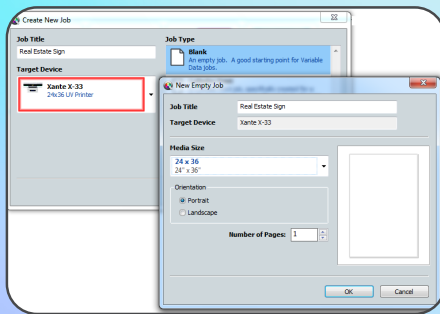 Create New Job
Job Title
Real Estate Sign
Target Device
Xante X-33
24x36 UV Printer
Job Type
Blank
An empty job. A good starting point for Variable
Data jobs.
New Empty Job
Job Title
Real Estate Sign
Target Device
Xante X-33
Media Size
24 x 36
24" x 36"
Orientation
Portrait
Landscape
Number of Pages:
1
OK
Cancel